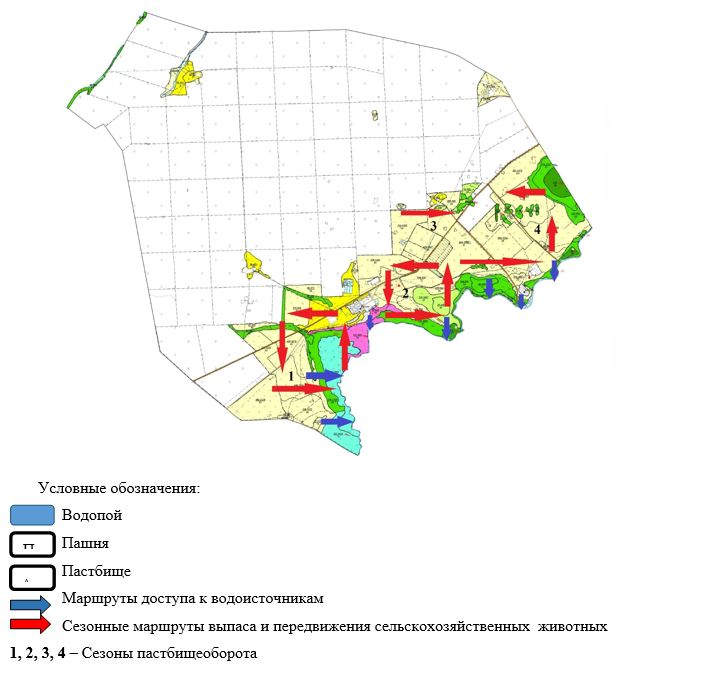 3
4
2
1
Условные обозначения:
Водопой
Пашня
Пастбище
Маршруты доступа к водоисточникам
Сезонные маршруты выпаса и передвижения сельскохозяйственных животных
1, 2, 3, 4 – Сезоны пастбищеоборота